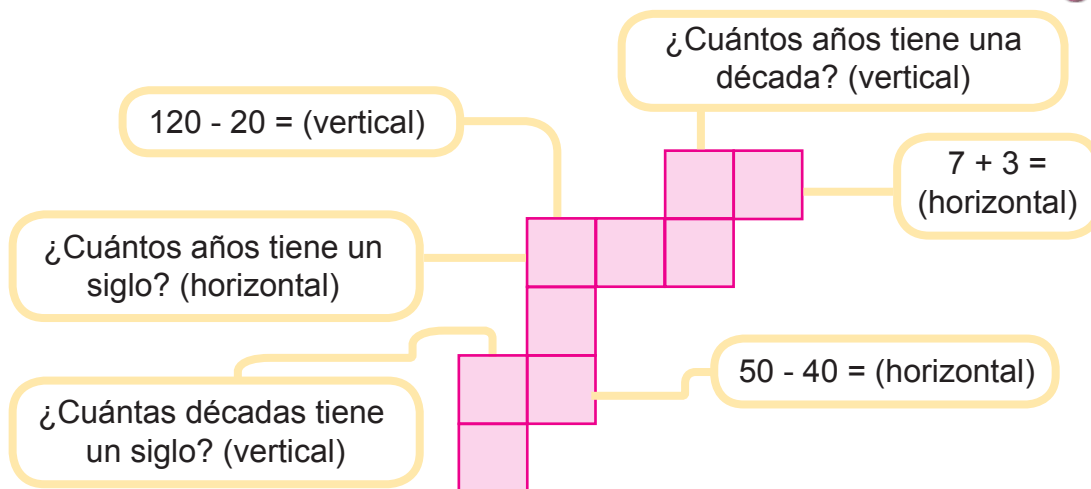 ¿Cuántos años tiene una
década? (vertical)
120 - 20 = (vertical)
7 + 3 =
(horizontal)
¿Cuántos años tiene un
siglo? (horizontal)
50 - 40 = (horizontal)
¿Cuántas décadas tiene
un siglo? (vertical)